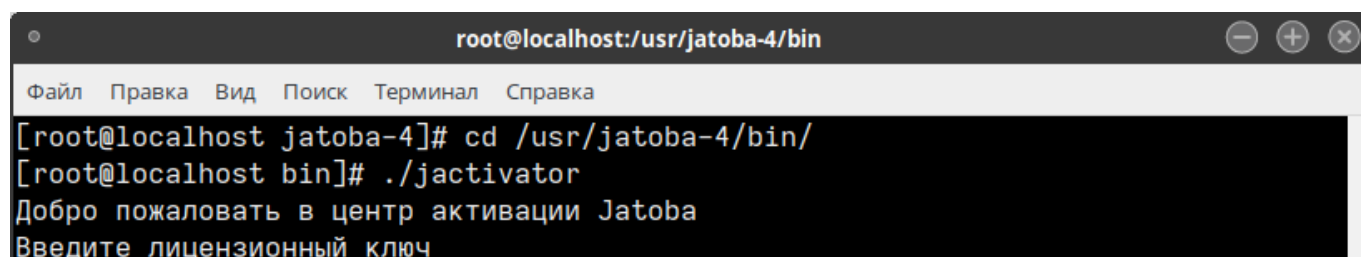 root@localhost:/usr/jatoba-4/bin
Файл Правка Вид Поиск Терминал Справка
[root@localhost jatoba-4]# cd /usr/jatoba-4/bin/
[root@localhost bin]# ./jactivator
Добро пожаловать в центр активации Jatoba
Введите лицензионный ключ